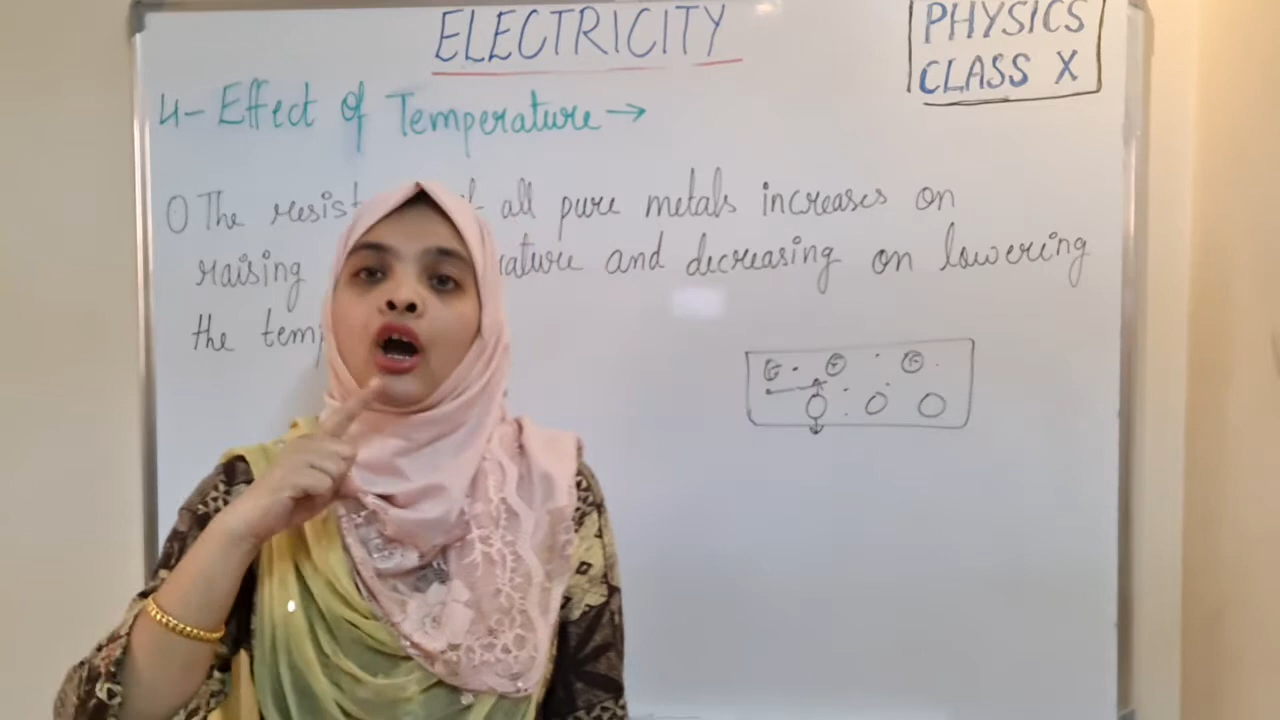 ELECTRICITY
PHYSICS
CLASS X
4- Effect of Temperature →
The all pure metals increases on
raising and decreasing on lowering
the